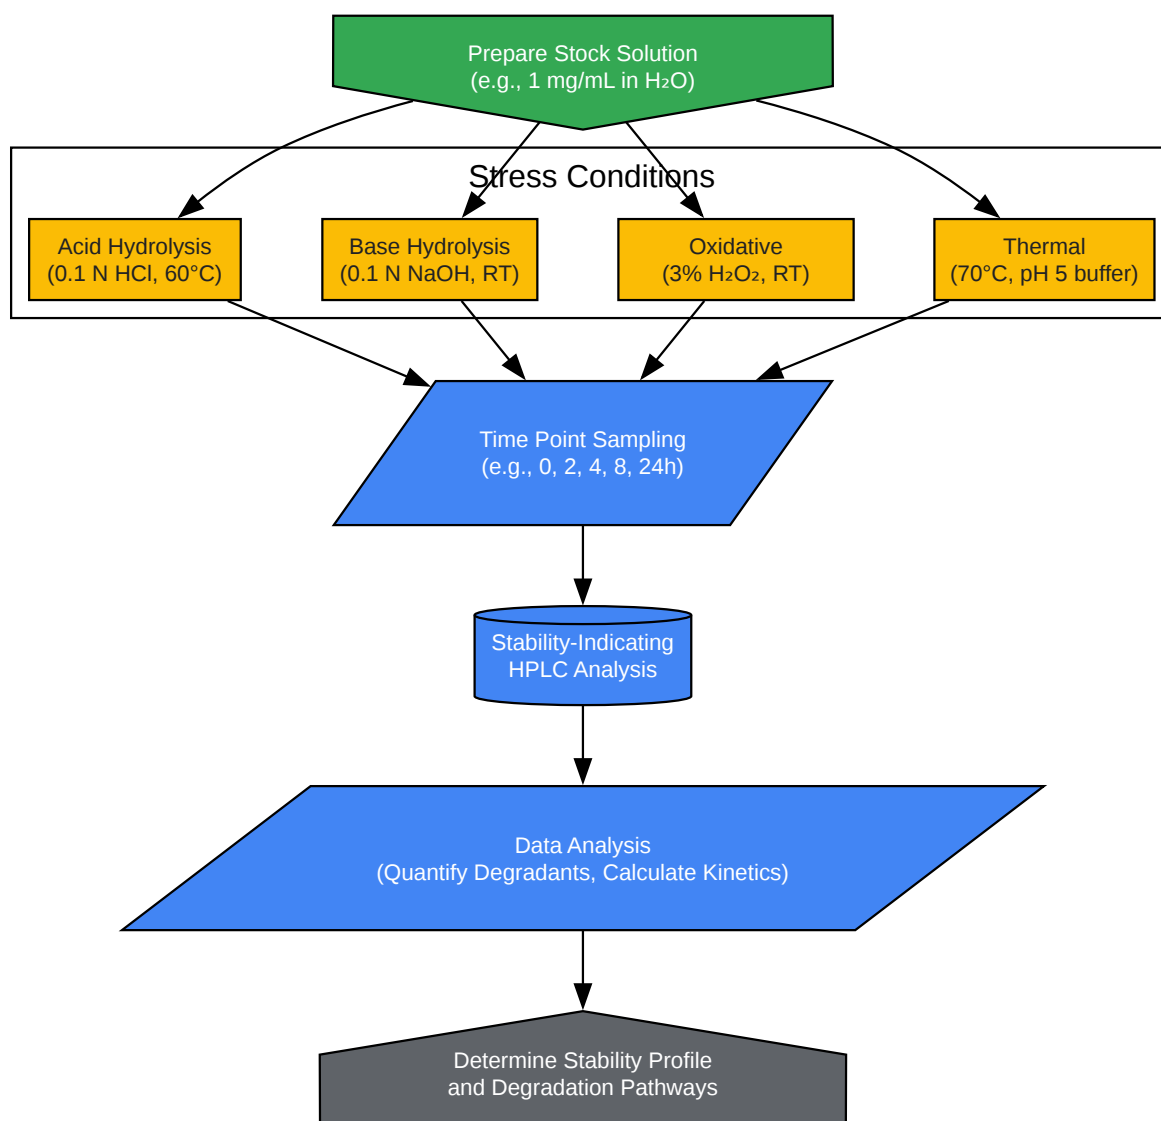 Prepare Stock Solution
(e.g., 1 mg/mL in H₂O)
Stress Conditions
Acid Hydrolysis
(0.1 N HCl, 60°C)
Base Hydrolysis
(0.1 N NaOH, RT)
Oxidative
(3% H₂O₂, RT)
Thermal
(70°C, pH 5 buffer)
Time Point Sampling
(e.g., 0, 2, 4, 8, 24h)
Stability-Indicating
HPLC Analysis
Data Analysis
(Quantify Degradants, Calculate Kinetics)
Determine Stability Profile
and Degradation Pathways